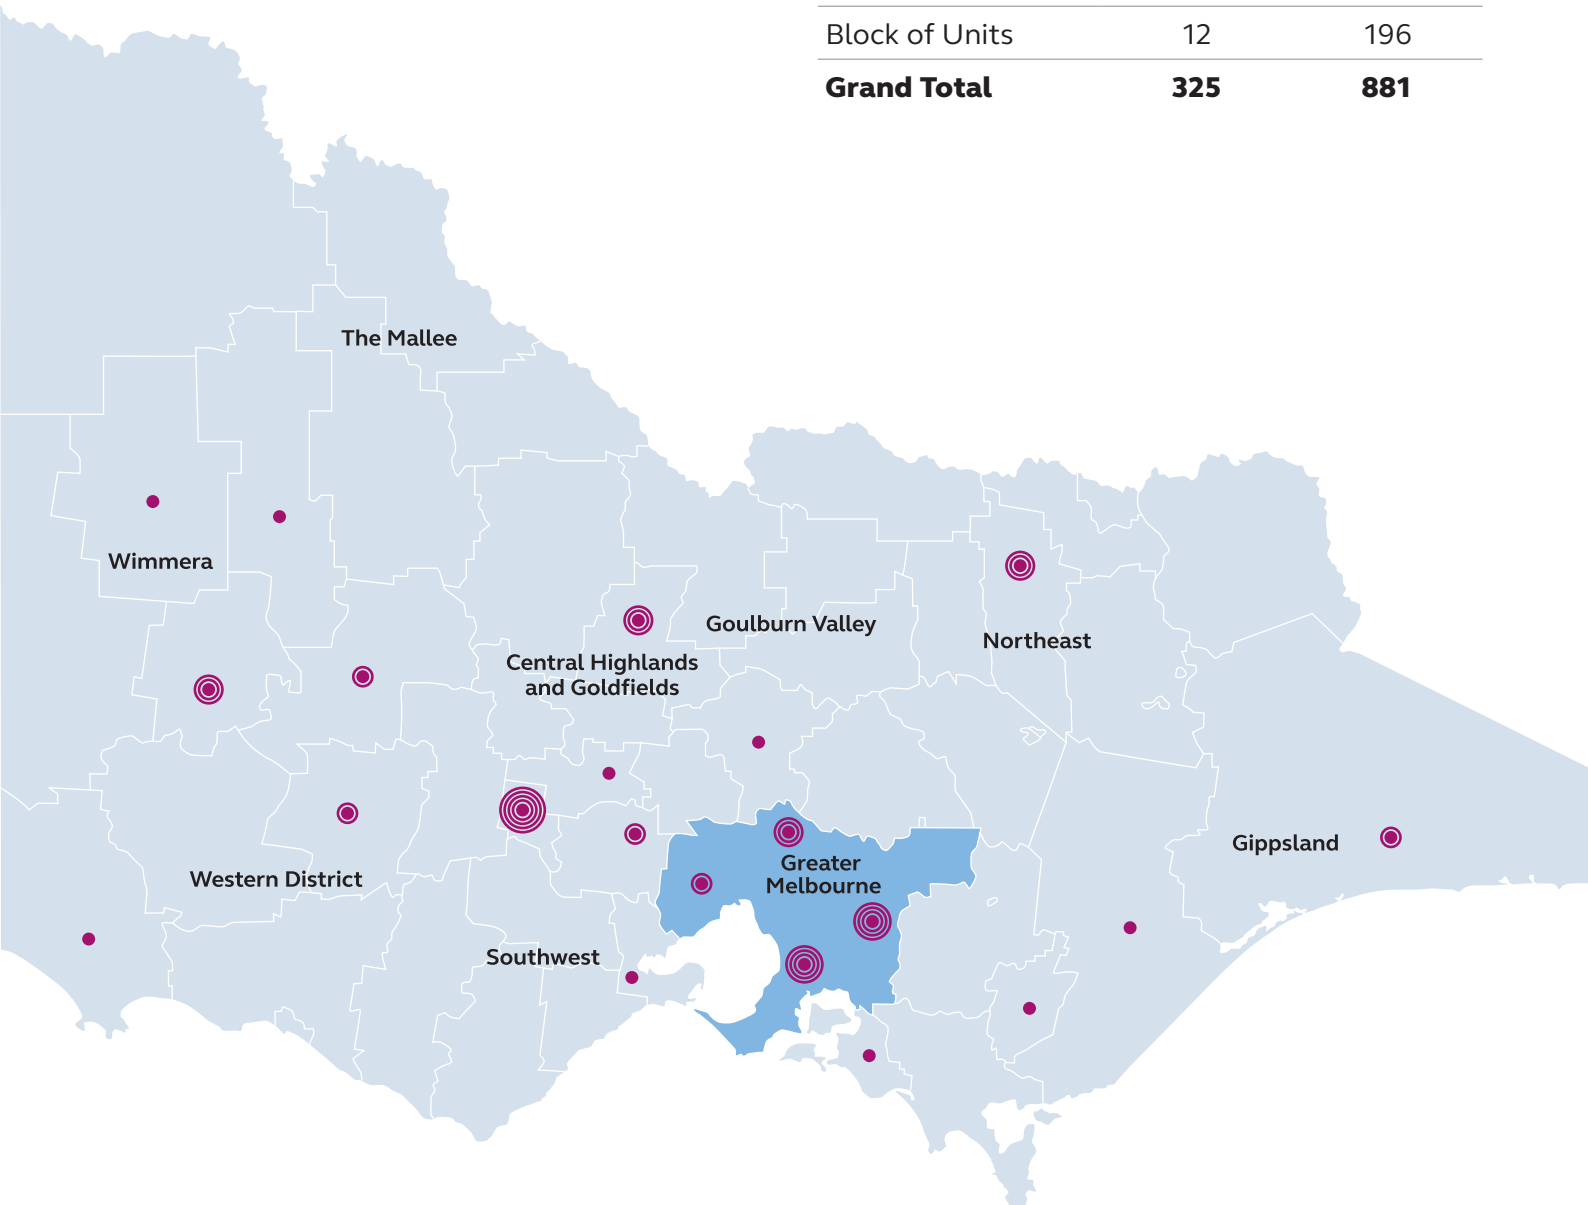 Block of Units 12 196
Grand Total 325 881
The Mallee
Wimmera
Goulburn Valley
Northeast
Central Highlands
and Goldfields
Gippsland
Greater
Melbourne
Western District
Southwest